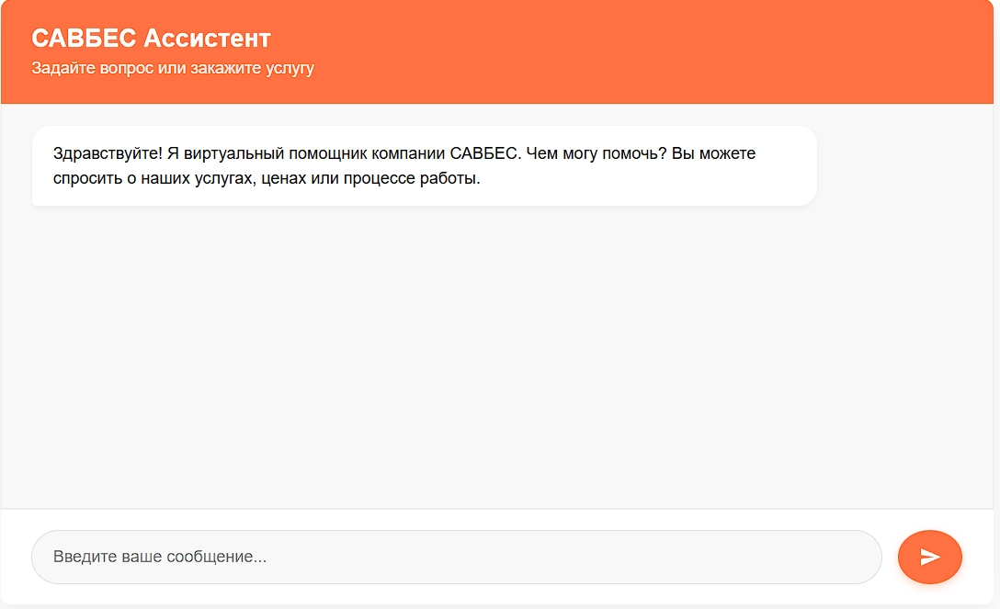 САВБЕС Ассистент
Задайте вопрос или закажите услугу
Здравствуйте! Я виртуальный помощник компании САВБЕС. Чем могу помочь? Вы можете
спросить о наших услугах, ценах или процессе работы.
Введите ваше сообщение...